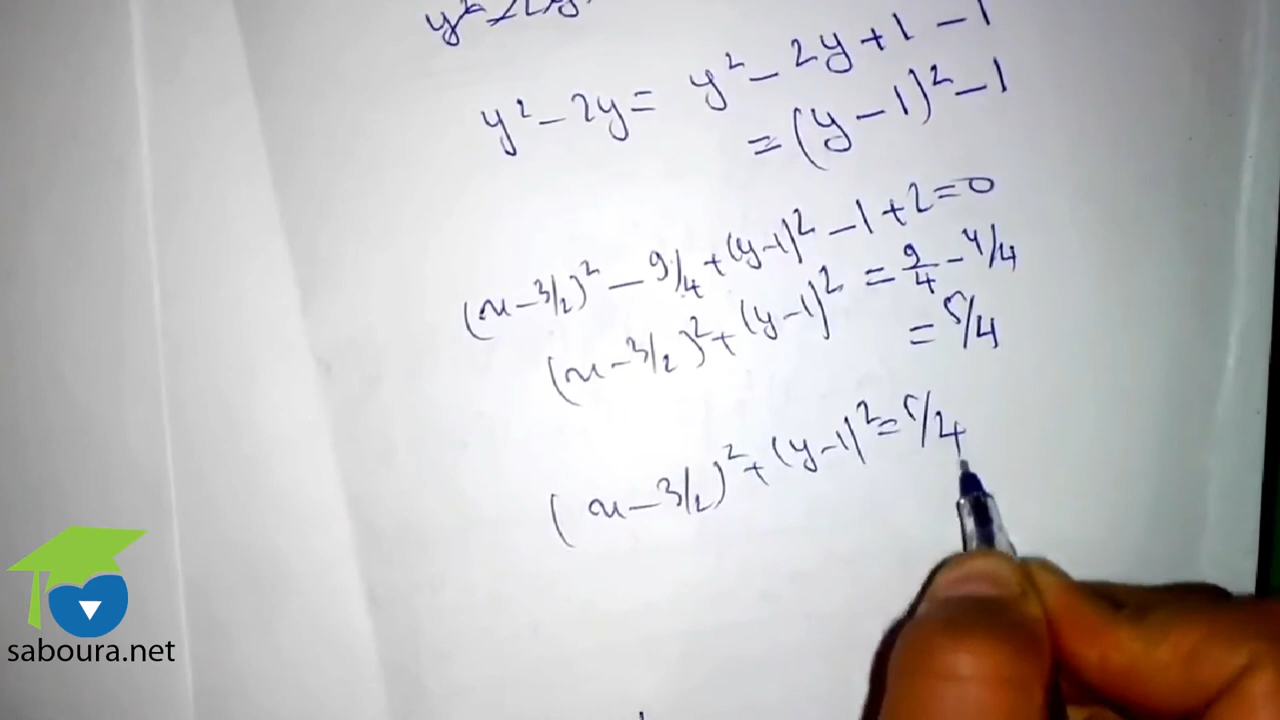 y² - 2y = y² - 2y + 1 - 1
= (y - 1)² - 1
(x - 3/2)² - 9/4 + (y-1)² - 1 + 2 = 0
(x - 3/2)² + (y-1)² = 9/4 - 4/4
= 5/4
(x - 3/2)² + (y-1)² = 5/4
saboura.net